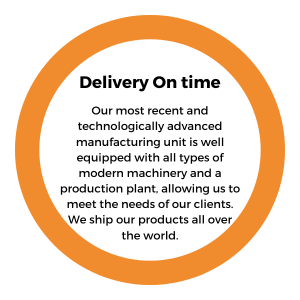 Delivery On time
Our most recent and
technologically advanced
manufacturing unit is well
equipped with all types of
modern machinery and a
production plant, allowing us to
meet the needs of our clients.
We ship our products all over
the world.